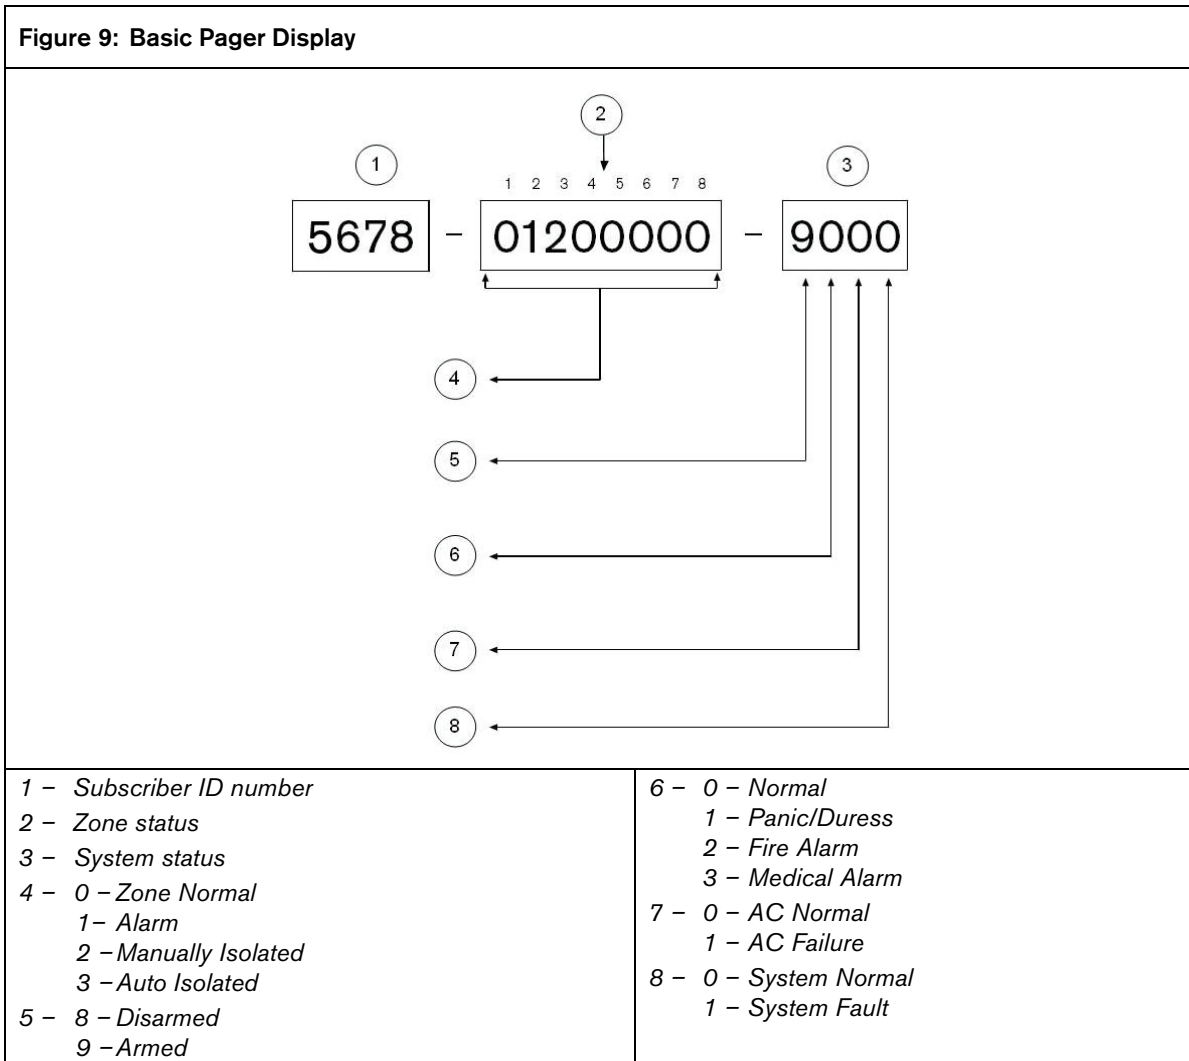 Figure 9: Basic Pager Display
2
1
3
1 2 3 4 5 6 7 8
5678 – 01200000 – 9000
4
5
6
7
8
1 – Subscriber ID number
2 – Zone status
3 – System status
4 – 0 – Zone Normal
1 – Alarm
2 – Manually Isolated
3 – Auto Isolated
5 – 8 – Disarmed
9 – Armed
6 – 0 – Normal
1 – Panic/Duress
2 – Fire Alarm
3 – Medical Alarm
7 – 0 – AC Normal
1 – AC Failure
8 – 0 – System Normal
1 – System Fault